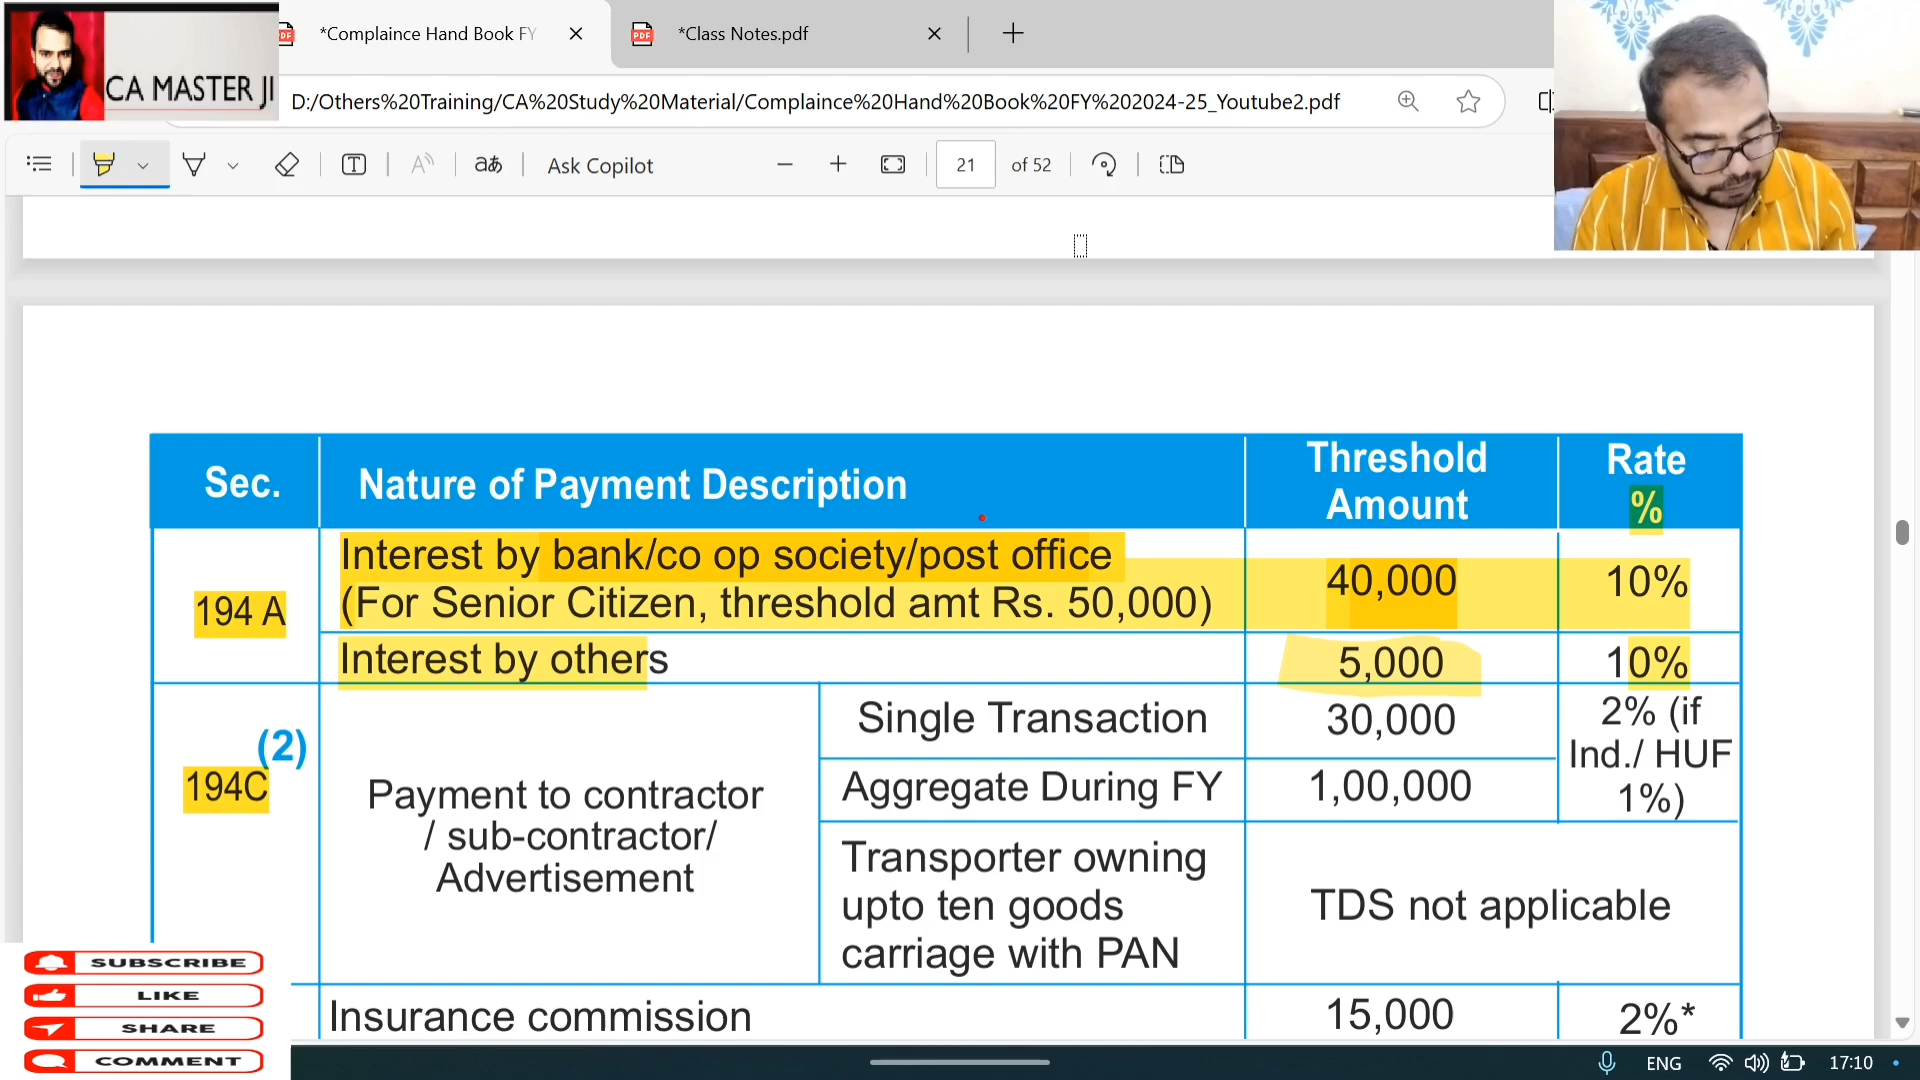 *Complaince Hand Book FY
*Class Notes.pdf
CA MASTER JI
D:/Others%20Training/CA%20Study%20Material/Complaince%20Hand%20Book%20FY%202024-25_Youtube2.pdf
Ask Copilot
21 of 52
Sec.
Nature of Payment Description
Threshold
Amount
Rate
%
194 A
Interest by bank/co op society/post office
(For Senior Citizen, threshold amt Rs. 50,000)
40,000
10%
Interest by others
5,000
10%
(2)
194C
Payment to contractor
/ sub-contractor/
Advertisement
Single Transaction
30,000
2% (if
Ind./ HUF
1%)
Aggregate During FY
1,00,000
Transporter owning
upto ten goods
carriage with PAN
TDS not applicable
Insurance commission
15,000
2%*
SUBSCRIBE
LIKE
SHARE
COMMENT
ENG
17:10